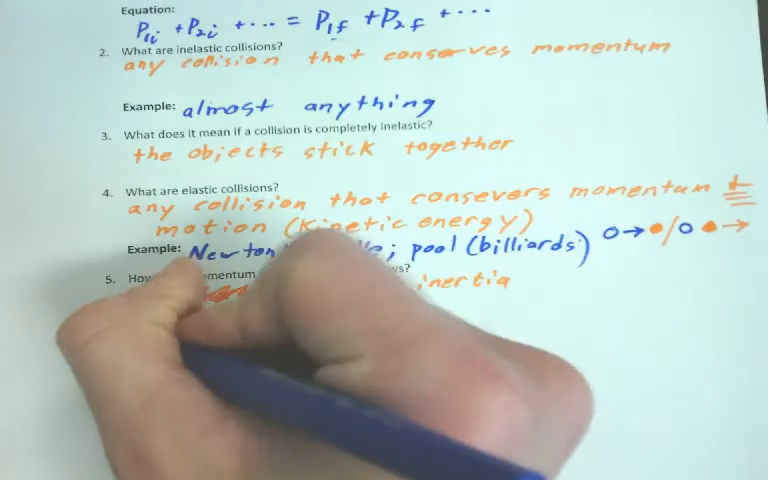 Equation:
P1i + P2i + ... = P1f + P2f + ...
2. What are inelastic collisions?
any collision that conserves momentum
Example: almost anything
3. What does it mean if a collision is completely inelastic?
the objects stick together
4. What are elastic collisions?
any collision that consevers momentum +
motion (kinetic energy)
Example: Newton ; pool (billiards)
5. How
inertia